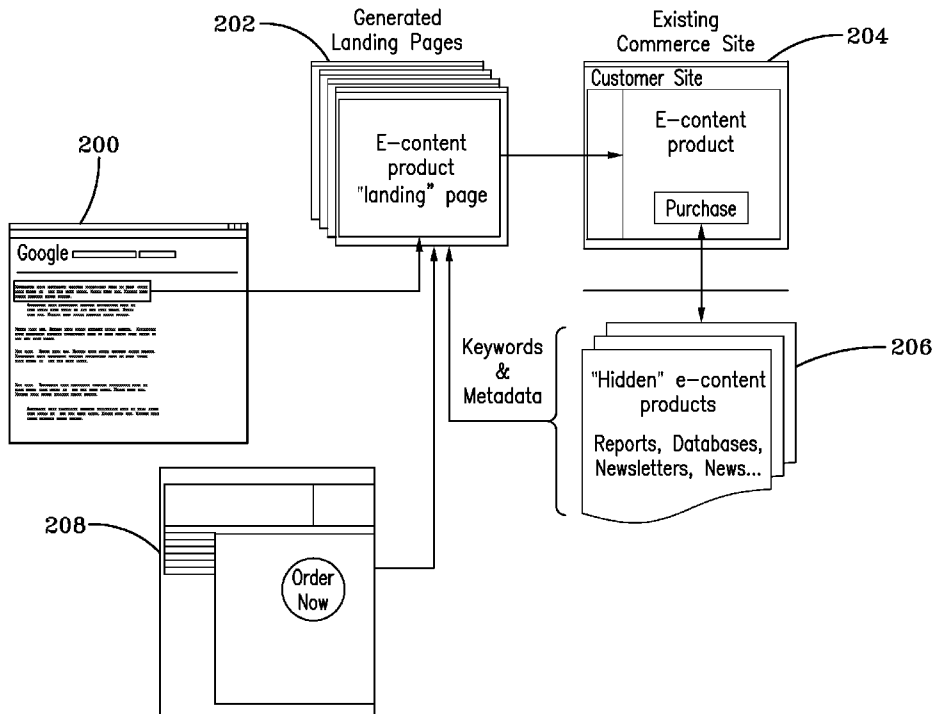 202
Generated
Landing Pages
Existing
Commerce Site
204
Customer Site
E-content
product
"landing" page
E-content
product
Purchase
200
Google
Keywords
&
Metadata
"Hidden" e-content
products
Reports, Databases,
Newsletters, News...
206
208
Order
Now